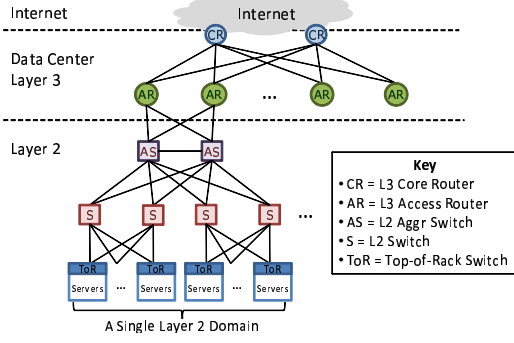 Internet
Internet
CR
CR
Data Center
Layer 3
AR
AR
...
AR
AR
Layer 2
AS
AS
S
S
S
S
...
Key
• CR = L3 Core Router
• AR = L3 Access Router
• AS = L2 Aggr Switch
• S = L2 Switch
• ToR = Top-of-Rack Switch
ToR
ToR
ToR
ToR
Servers
...
Servers
Servers
...
Servers
A Single Layer 2 Domain